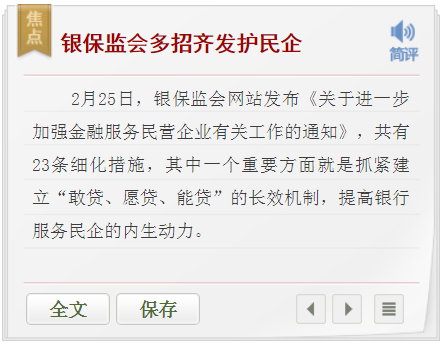 焦点
银保监会多招齐发护民企
简评
2月25日，银保监会网站发布《关于进一步
加强金融服务民营企业有关工作的通知》，共有
23条细化措施，其中一个重要方面就是抓紧建
立“敢贷、愿贷、能贷”的长效机制，提高银行
服务民企的内生动力。
全文
保存